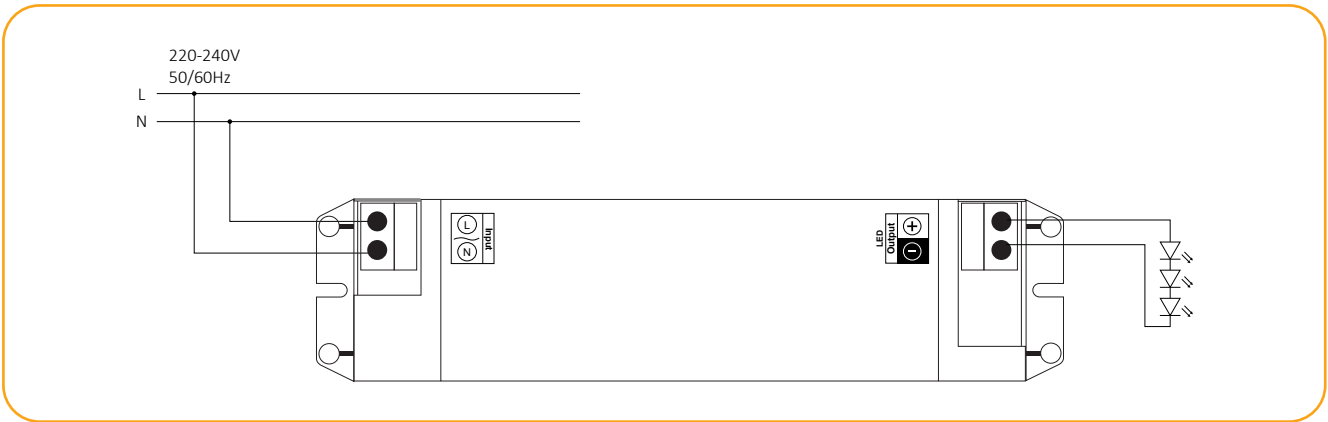 220-240V
50/60Hz
L
N
L
N
Input
LED
Output
+
−